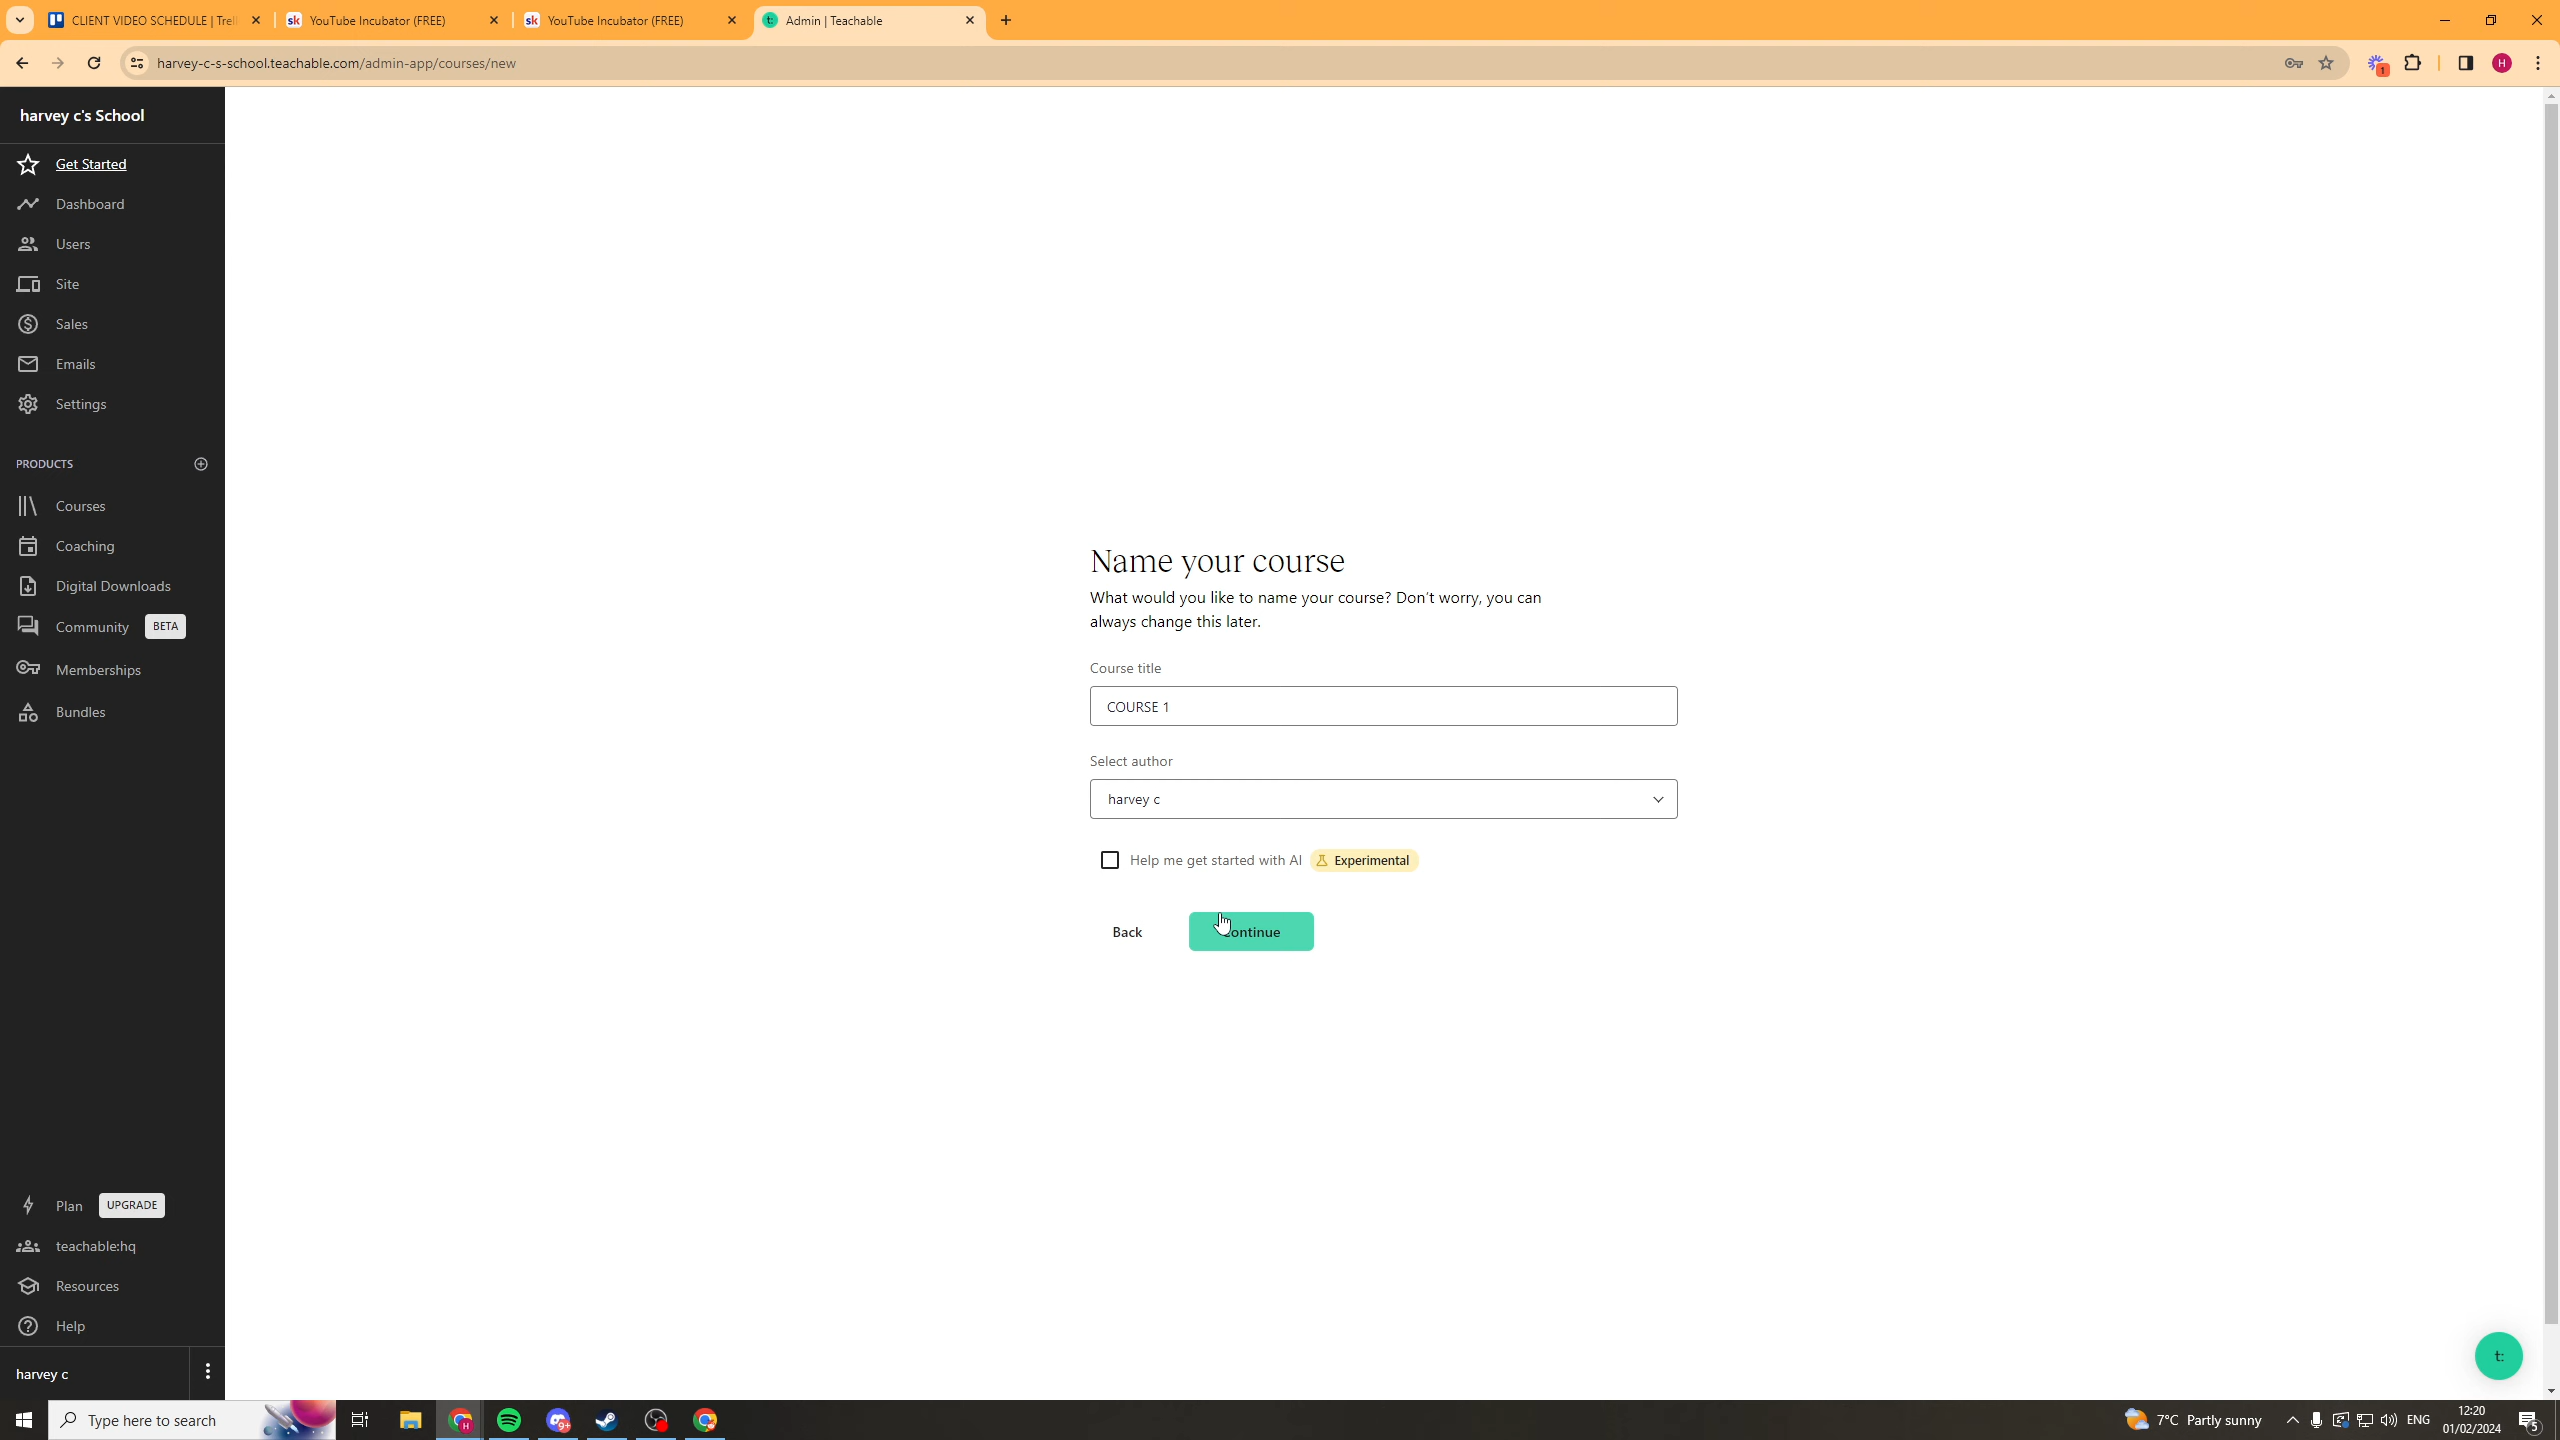 CLIENT VIDEO SCHEDULE | Trel
YouTube Incubator (FREE)
YouTube Incubator (FREE)
Admin | Teachable
harvey-c-s-school.teachable.com/admin-app/courses/new
harvey c's School
Get Started
Dashboard
Users
Site
Sales
Emails
Settings
PRODUCTS
Courses
Coaching
Digital Downloads
Community BETA
Memberships
Bundles
Plan UPGRADE
teachable:hq
Resources
Help
harvey c
Name your course
What would you like to name your course? Don't worry, you can
always change this later.
Course title
COURSE 1
Select author
harvey c
Help me get started with AI Experimental
Back
Continue
t:
Type here to search
7°C Partly sunny
ENG
12:20
01/02/2024